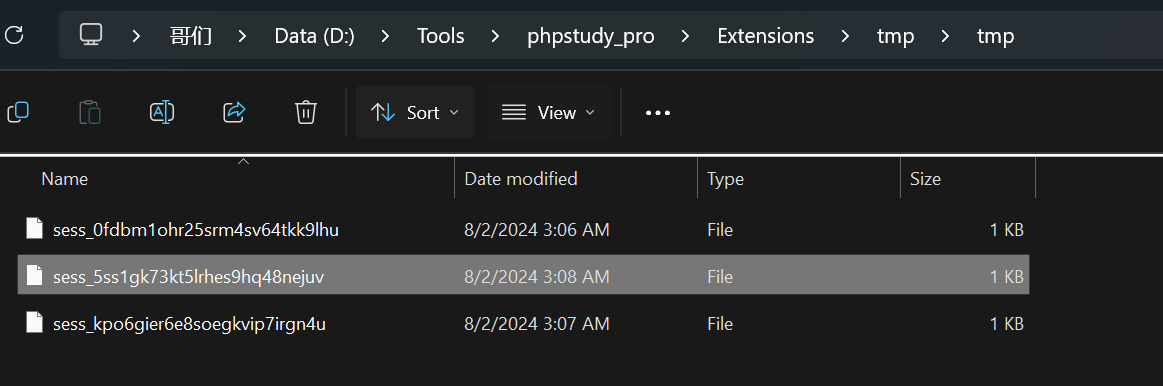 哥们 Data (D:) Tools phpstudy_pro Extensions tmp tmp
Sort View
Name Date modified Type Size
sess_0fdbm1ohr25srm4sv64tkk9lhu 8/2/2024 3:06 AM File 1 KB
sess_5ss1gk73kt5lrhes9hq48nejuv 8/2/2024 3:08 AM File 1 KB
sess_kpo6gier6e8soegkvip7irgn4u 8/2/2024 3:07 AM File 1 KB